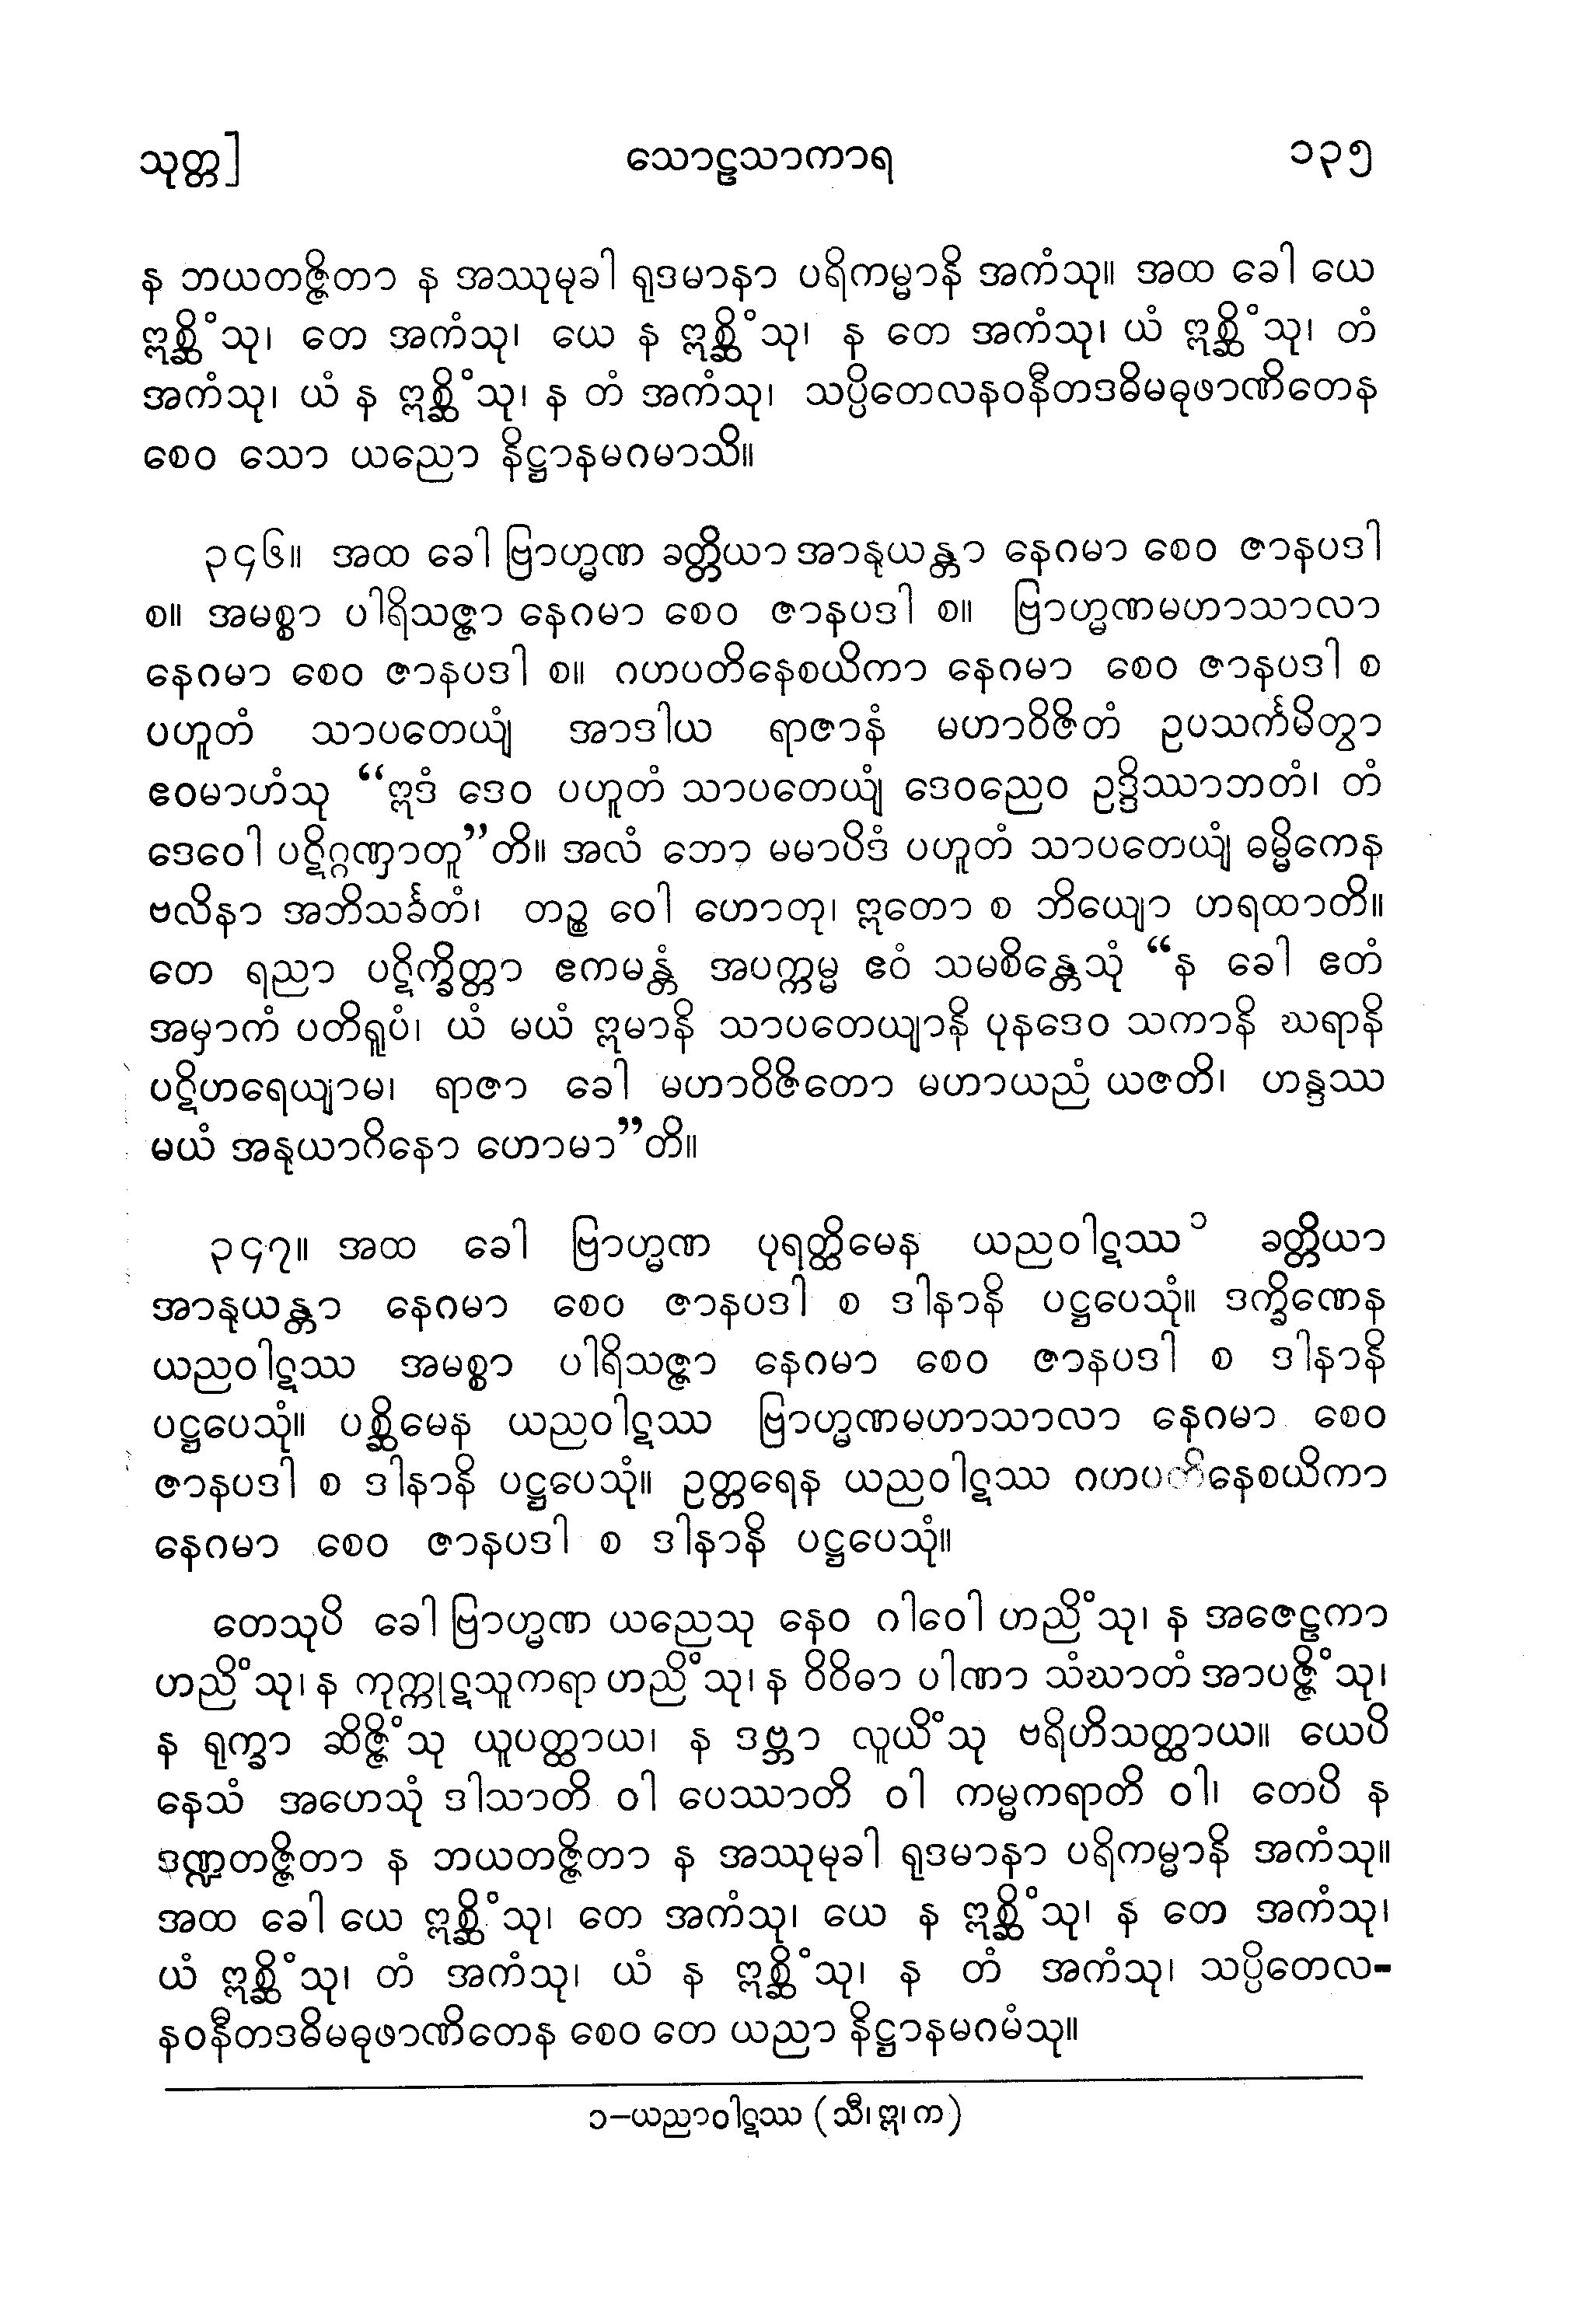 သုတ္တ] သောဠသာကာရ ၁၃၅
န ဘယတဇ္ဇိတာ န အဿုမုခါ ရုဒမာနာ ပရိကမ္မာနိ အကံသု။ အထ ခေါ ယေ
ဣစ္ဆိံသု၊ တေ အကံသု၊ ယေ န ဣစ္ဆိံသု၊ န တေ အကံသု၊ ယံ ဣစ္ဆိံသု၊ တံ
အကံသု၊ ယံ န ဣစ္ဆိံသု၊ န တံ အကံသု၊ သပ္ပိတေလနဝနီတဒဓိမဓုဖာဏိတေန
စေဝ သော ယညော နိဋ္ဌာနမဂမာသိ။
၃၄၆။ အထ ခေါ ဗြာဟ္မဏ ခတ္တိယာ အာနုယန္တာ နေဂမာ စေဝ ဇာနပဒါ
စ။ အမစ္စာ ပါရိသဇ္ဇာ နေဂမာ စေဝ ဇာနပဒါ စ။ ဗြာဟ္မဏမဟာသာလာ
နေဂမာ စေဝ ဇာနပဒါ စ။ ဂဟပတိနေစယိကာ နေဂမာ စေဝ ဇာနပဒါ စ
ပဟူတံ သာပတေယျံ အာဒါယ ရာဇာနံ မဟာဝိဇိတံ ဥပသင်္ကမိတွာ
ဧဝမာဟံသု “ဣဒံ ဒေဝ ပဟူတံ သာပတေယျံ ဒေဝညေဝ ဥဒ္ဒိဿာဘတံ၊ တံ
ဒေဝေါ ပဋိဂ္ဂဏှာတူ”တိ။ အလံ ဘော မမာပိဒံ ပဟူတံ သာပတေယျံ ဓမ္မိကေန
ဗလိနာ အဘိသင်္ခတံ၊ တဉ္စ ဝေါ ဟောတု၊ ဣတော စ ဘိယျော ဟရထာတိ။
တေ ရညာ ပဋိက္ခိတ္တာ ဧကမန္တံ အပက္ကမ္မ ဧဝံ သမစိန္တေသုံ “န ခေါ ဧတံ
အမှာကံ ပတိရူပံ၊ ယံ မယံ ဣမာနိ သာပတေယျာနိ ပုနဒေဝ သကာနိ ဃရာနိ
ပဋိဟရေယျာမ၊ ရာဇာ ခေါ မဟာဝိဇိတော မဟာယညံ ယဇတိ၊ ဟန္ဒဿ
မယံ အနုယာဂိနော ဟောမာ”တိ။
၃၄၇။ အထ ခေါ ဗြာဟ္မဏ ပုရတ္ထိမေန ယညဝါဋဿ၁ ခတ္တိယာ
အာနုယန္တာ နေဂမာ စေဝ ဇာနပဒါ စ ဒါနာနိ ပဋ္ဌပေသုံ။ ဒက္ခိဏေန
ယညဝါဋဿ အမစ္စာ ပါရိသဇ္ဇာ နေဂမာ စေဝ ဇာနပဒါ စ ဒါနာနိ
ပဋ္ဌပေသုံ။ ပစ္ဆိမေန ယညဝါဋဿ ဗြာဟ္မဏမဟာသာလာ နေဂမာ စေဝ
ဇာနပဒါ စ ဒါနာနိ ပဋ္ဌပေသုံ။ ဥတ္တရေန ယညဝါဋဿ ဂဟပတိနေစယိကာ
နေဂမာ စေဝ ဇာနပဒါ စ ဒါနာနိ ပဋ္ဌပေသုံ။
တေသုပိ ခေါ ဗြာဟ္မဏ ယညေသု နေဝ ဂါဝေါ ဟညိံသု၊ န အဇေဠကာ
ဟညိံသု၊ န ကုက္ကုဋသူကရာ ဟညိံသု၊ န ဝိဝိဓာ ပါဏာ သံဃာတံ အာပဇ္ဇိံသု၊
န ရုက္ခာ ဆိဇ္ဇိံသု ယူပတ္ထာယ၊ န ဒဗ္ဘာ လူယိံသု ဗရိဟိသတ္ထာယ။ ယေပိ
နေသံ အဟေသုံ ဒါသာတိ ဝါ ပေဿာတိ ဝါ ကမ္မကရာတိ ဝါ၊ တေပိ န
ဒဏ္ဍတဇ္ဇိတာ န ဘယတဇ္ဇိတာ န အဿုမုခါ ရုဒမာနာ ပရိကမ္မာနိ အကံသု။
အထ ခေါ ယေ ဣစ္ဆိံသု၊ တေ အကံသု၊ ယေ န ဣစ္ဆိံသု၊ န တေ အကံသု၊
ယံ ဣစ္ဆိံသု၊ တံ အကံသု၊ ယံ န ဣစ္ဆိံသု၊ န တံ အကံသု၊ သပ္ပိတေလ-
နဝနီတဒဓိမဓုဖာဏိတေန စေဝ တေ ယညာ နိဋ္ဌာနမဂမံသု။
၁-ယညာဝါဋဿ (သီ၊ ဣ၊ က)